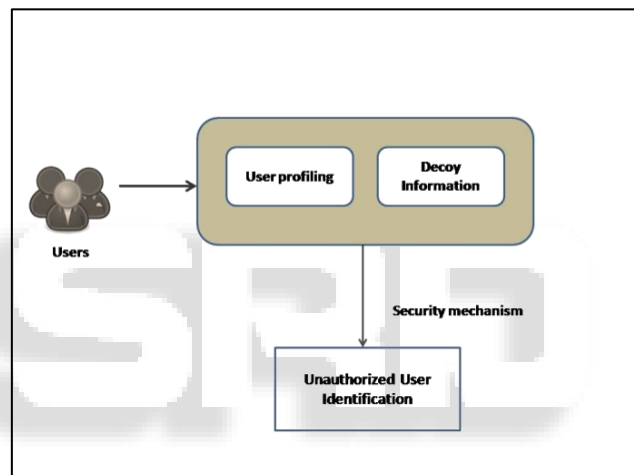 User profiling
Decoy
Information
Users
Security mechanism
Unauthorized User
Identification